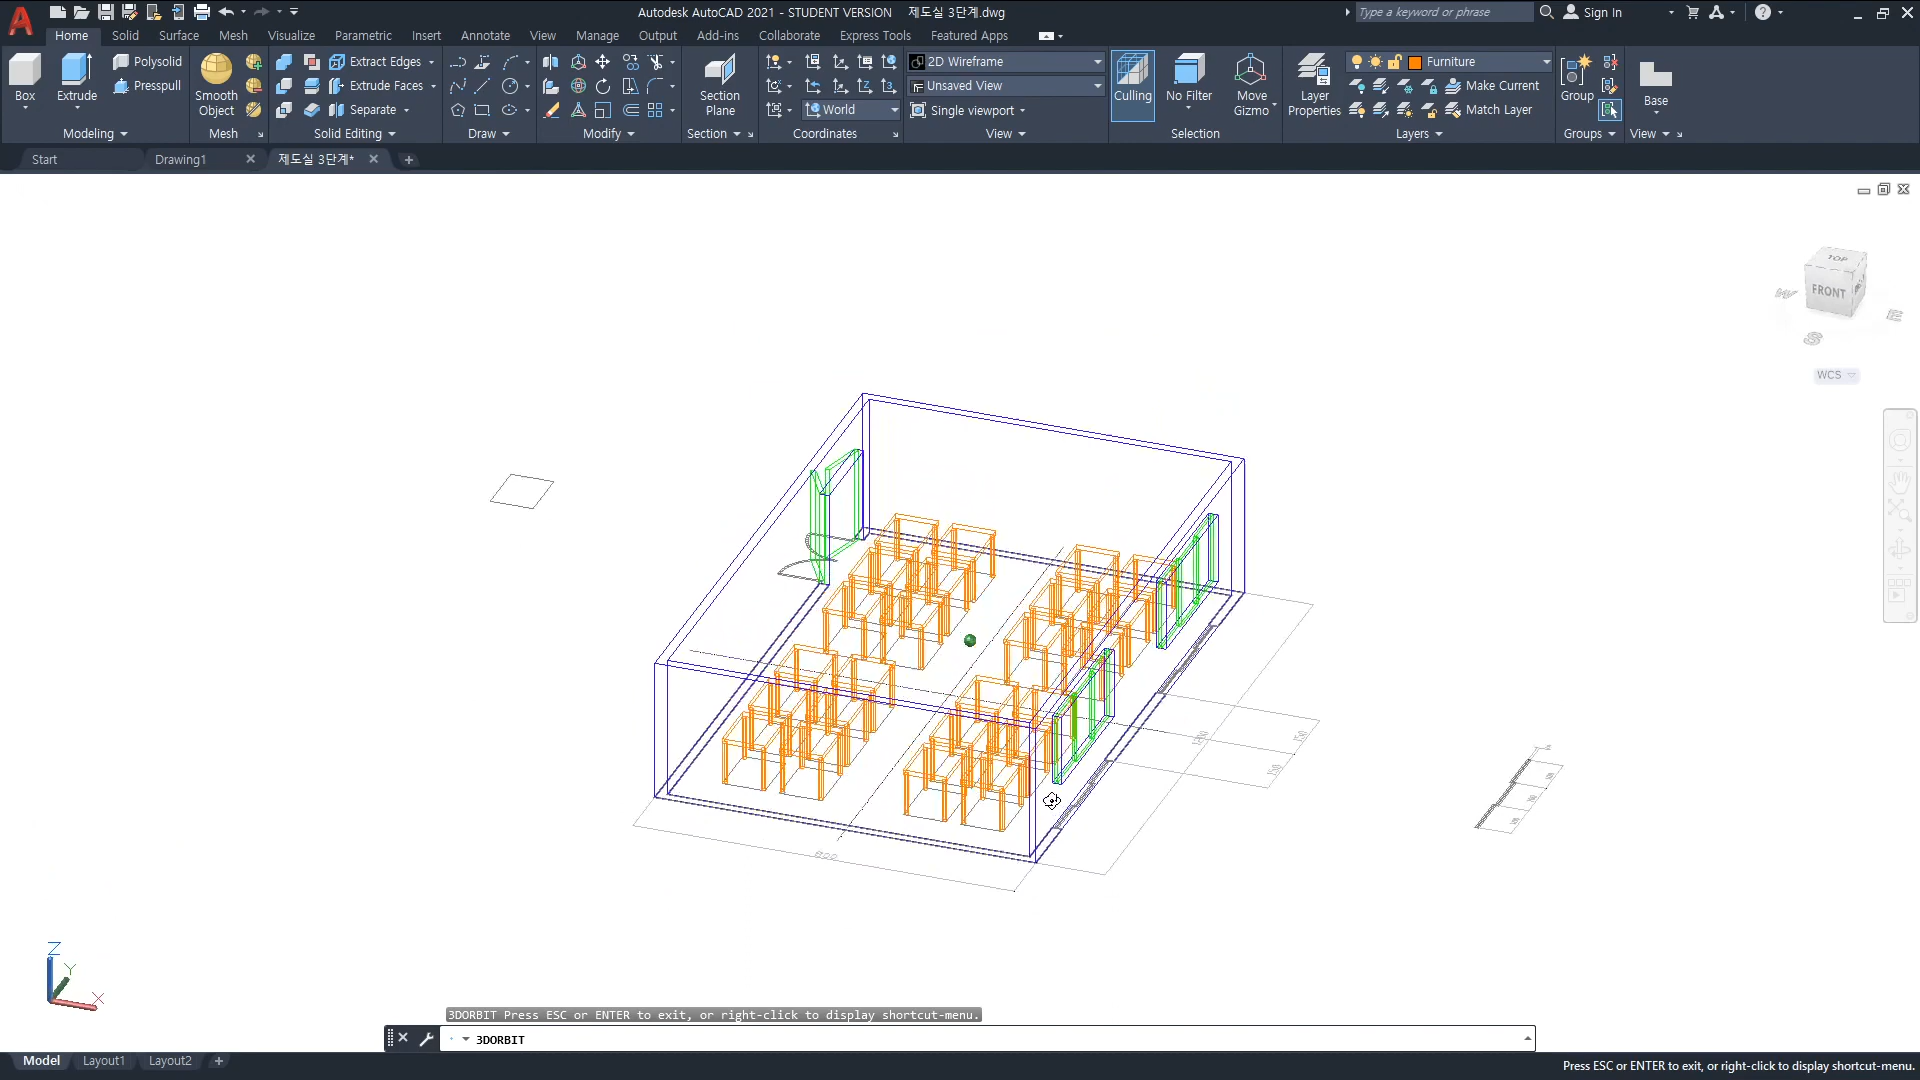 Autodesk AutoCAD 2021 - STUDENT VERSION 제도실 3단계.dwg
Type a keyword or phrase
Sign In
Home Solid Surface Mesh Visualize Parametric Insert Annotate View Manage Output Add-ins Collaborate Express Tools Featured Apps
Box
Extrude
Polysolid
Presspull
Modeling
Smooth
Object
Mesh
Extract Edges
Extrude Faces
Separate
Solid Editing
Draw
Modify
Section
Plane
Section
World
Coordinates
2D Wireframe
Unsaved View
Single viewport
View
Culling
No Filter
Move
Gizmo
Selection
Layer
Properties
Furniture
Make Current
Match Layer
Layers
Group
Groups
Base
View
Start
Drawing1
제도실 3단계*
TOP
FRONT
W
E
S
WCS
Z
Y
X
3DORBIT Press ESC or ENTER to exit, or right-click to display shortcut-menu.
3DORBIT
Model Layout1 Layout2
Press ESC or ENTER to exit, or right-click to display shortcut-menu.